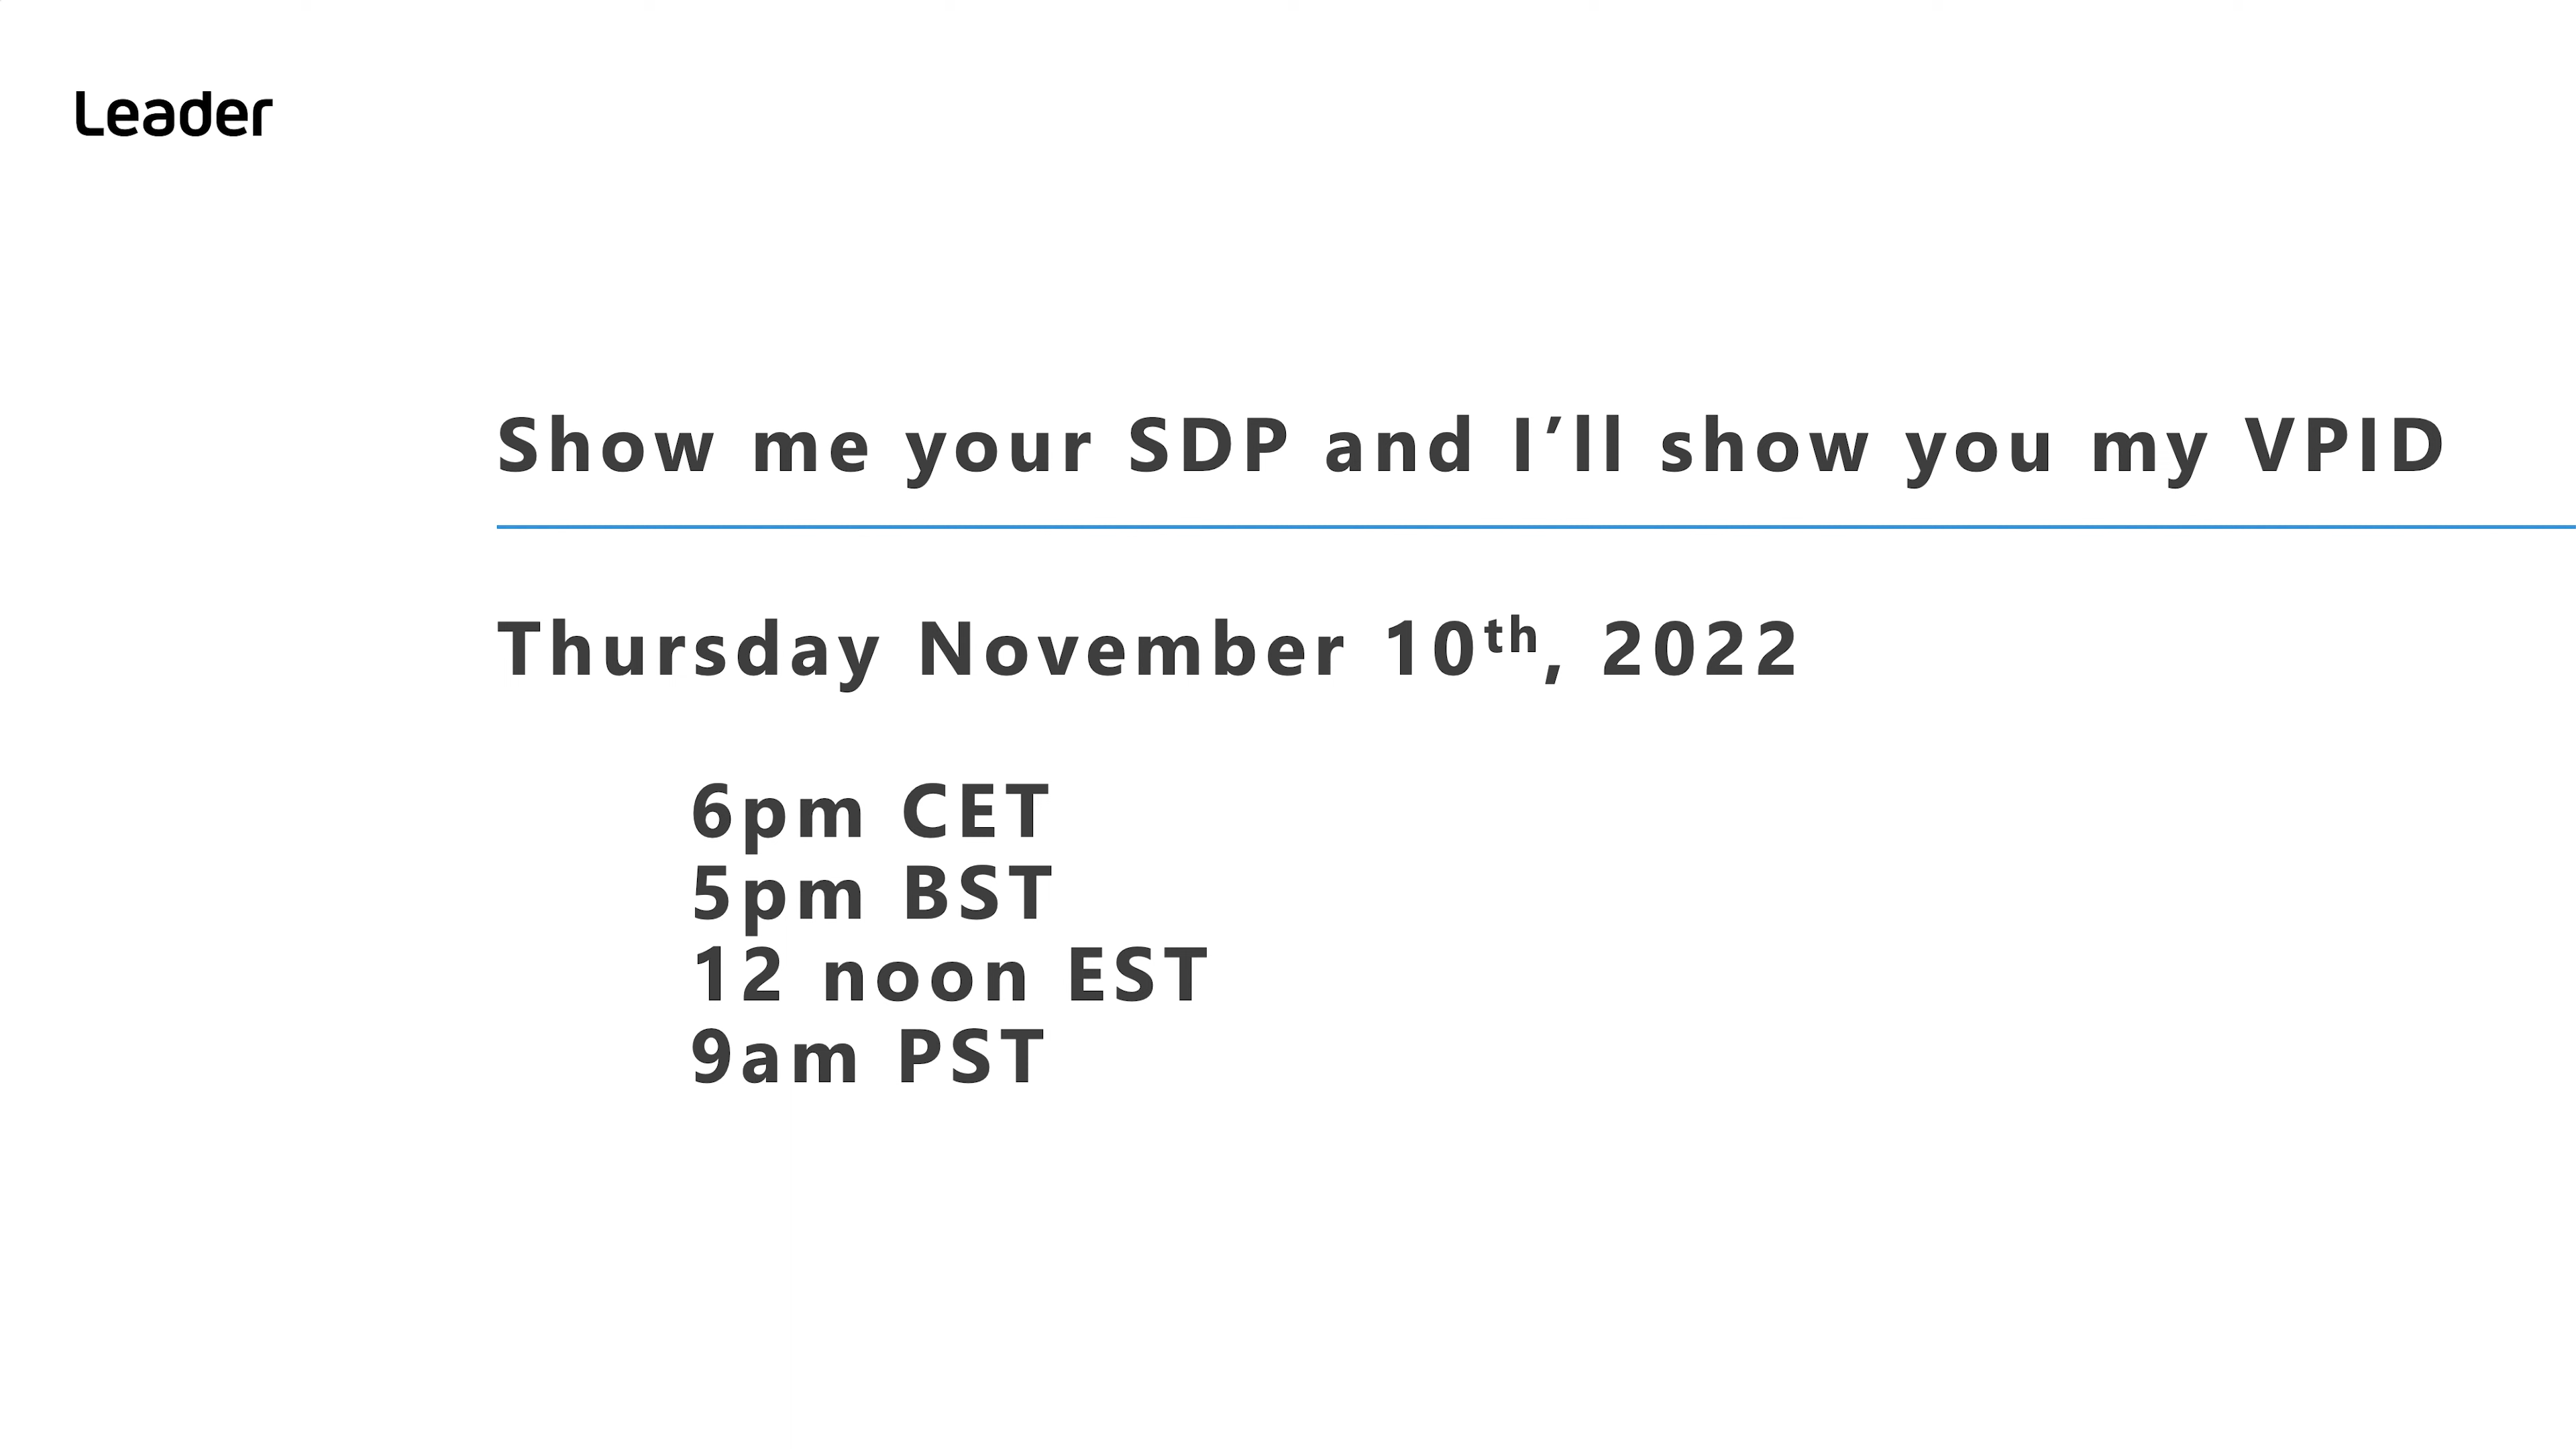 Leader
Show me your SDP and I’ll show you my VPID
Thursday November 10th, 2022
6pm CET
5pm BST
12 noon EST
9am PST